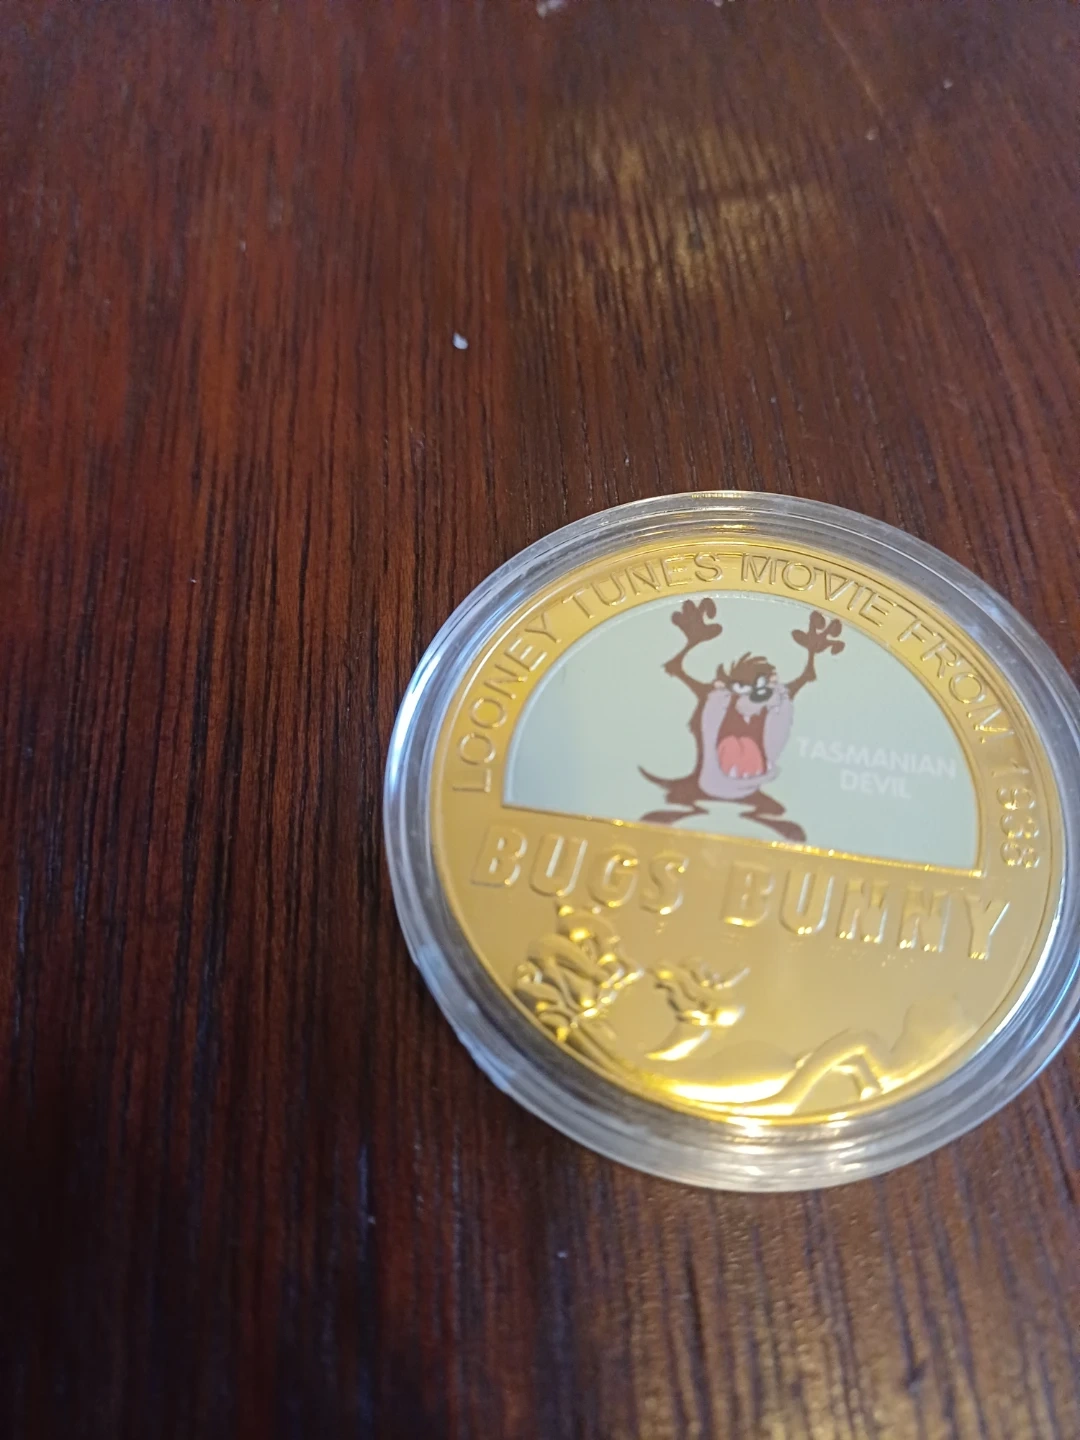 LOONEY TUNES MOVIE FROM 1938
TASMANIAN
DEVIL
BUGS BUNNY